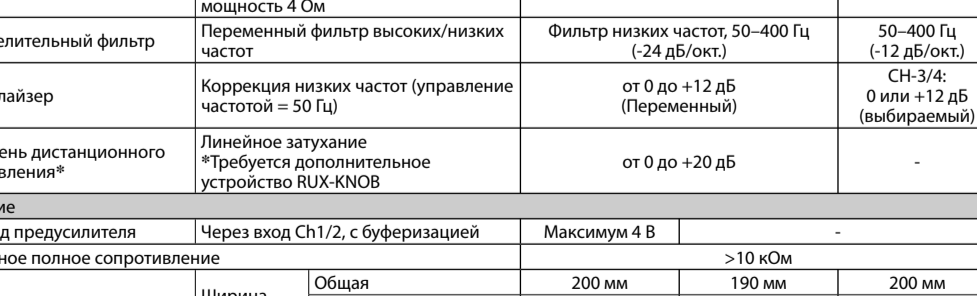 мощность 4 Ом
елительный фильтр
Переменный фильтр высоких/низких
частот
Фильтр низких частот, 50–400 Гц
(-24 дБ/окт.)
50–400 Гц
(-12 дБ/окт.)
лайзер
Коррекция низких частот (управление
частотой = 50 Гц)
от 0 до +12 дБ
(Переменный)
CH-3/4:
0 или +12 дБ
(выбираемый)
ень дистанционного
вления*
Линейное затухание
*Требуется дополнительное
устройство RUX-KNOB
от 0 до +20 дБ
-
ие
д предусилителя
Через вход Ch1/2, с буферизацией
Максимум 4 В
-
ное полное сопротивление
>10 кОм
Ширина
Общая
200 мм
190 мм
200 мм